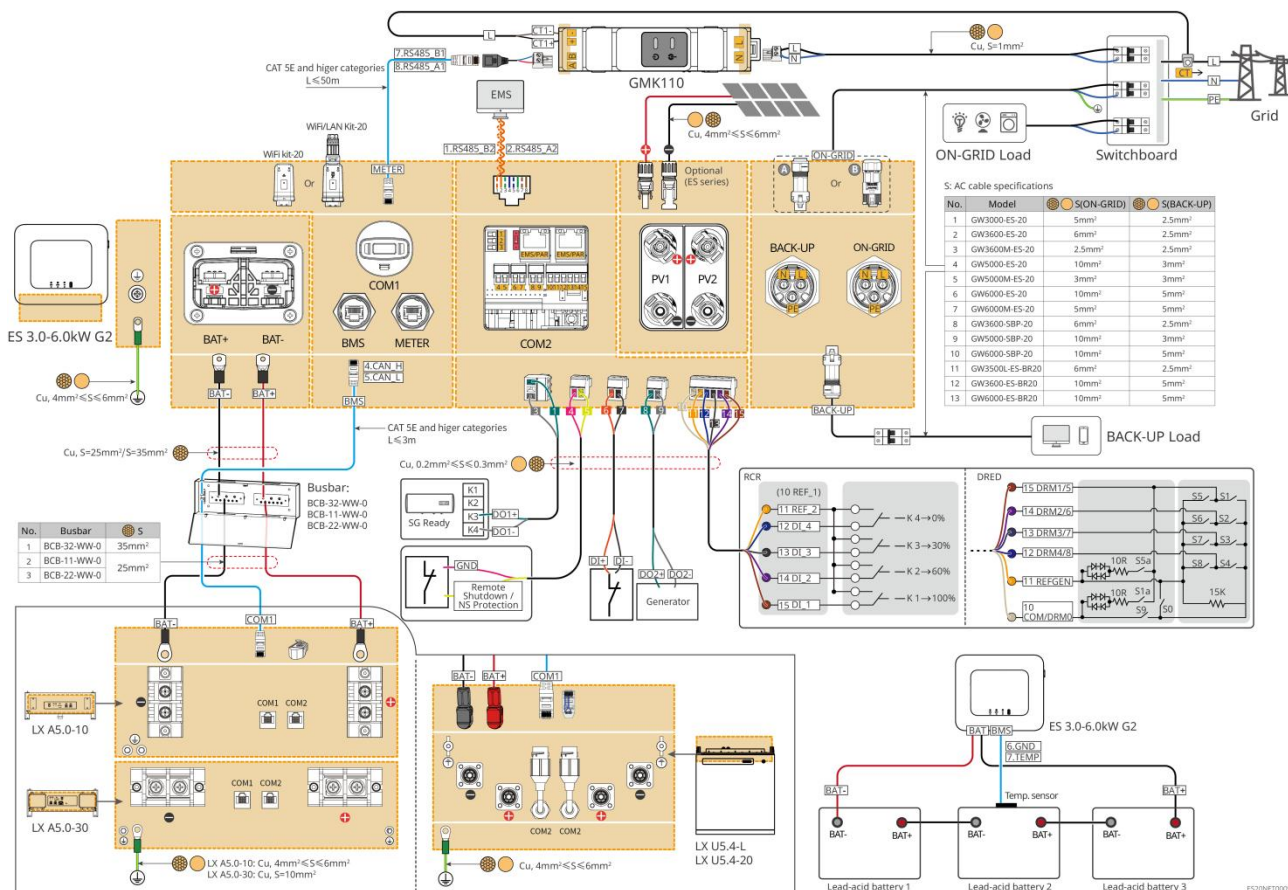 7.RS485_B1
8.RS485_A1
CAT 5E and higer categories
L≤50m
L
CT1-
CT1+
A B + -
N L
GMK110
L
N
Cu, S=1mm²
CT
L
N
PE
Grid
Switchboard
ON-GRID Load
EMS
1.RS485_B2
2.RS485_A2
Cu, 4mm²≤S≤6mm²
WiFi kit-20
Or
WiFi/LAN Kit-20
METER
Optional
(ES series)
ON-GRID
A
Or
B
ES 3.0-6.0kW G2
Cu, 4mm²≤S≤6mm²
BAT+
BAT-
COM1
BMS
METER
EMS/PAR
EMS/PAR
COM2
PV1
PV2
BACK-UP
ON-GRID
N L
PE
N L
PE
S: AC cable specifications
No. Model S(ON-GRID) S(BACK-UP)
1 GW3000-ES-20 5mm² 2.5mm²
2 GW3600-ES-20 6mm² 2.5mm²
3 GW3600M-ES-20 2.5mm² 2.5mm²
4 GW5000-ES-20 10mm² 3mm²
5 GW5000M-ES-20 3mm² 3mm²
6 GW6000-ES-20 10mm² 5mm²
7 GW6000M-ES-20 5mm² 5mm²
8 GW3600-SBP-20 6mm² 2.5mm²
9 GW5000-SBP-20 10mm² 3mm²
10 GW6000-SBP-20 10mm² 5mm²
11 GW3500L-ES-BR20 6mm² 2.5mm²
12 GW3600-ES-BR20 10mm² 5mm²
13 GW6000-ES-BR20 10mm² 5mm²
BAT-
BAT+
4.CAN_H
5.CAN_L
BMS
CAT 5E and higer categories
L≤3m
3 1 4 5 6 7 8 9
11 12 13 14 15
BACK-UP
BACK-UP Load
Cu, S=25mm²/S=35mm²
Busbar:
BCB-32-WW-0
BCB-11-WW-0
BCB-22-WW-0
No. Busbar S
1 BCB-32-WW-0 35mm²
2 BCB-11-WW-0 25mm²
3 BCB-22-WW-0
Cu, 0.2mm²≤S≤0.3mm²
SG Ready
K1
K2
K3
K4
DO1+
DO1-
GND
Remote
Shutdown /
NS Protection
DI+
DI-
DO2+
DO2-
Generator
RCR
(10 REF_1)
11 REF_2
12 DI_4
13 DI_3
14 DI_2
15 DI_1
K 4→0%
K 3→30%
K 2→60%
K 1→100%
DRED
15 DRM1/5
14 DRM2/6
13 DRM3/7
12 DRM4/8
11 REFGEN
10
COM/DRM0
10R
S5a
10R
S1a
S9
S0
S5
S1
S6
S2
S7
S3
S8
S4
15K
BAT-
COM1
BAT+
LX A5.0-10
COM1 COM2
LX A5.0-30
COM1 COM2
LX A5.0-10: Cu, 4mm²≤S≤6mm²
LX A5.0-30: Cu, S=10mm²
BAT-
BAT+
COM1
COM2 COM2
Cu, 4mm²≤S≤6mm²
LX U5.4-L
LX U5.4-20
ES 3.0-6.0kW G2
BAT
BMS
6.GND
7.TEMP
Temp. sensor
BAT-
BAT+
BAT-
BAT+
BAT-
BAT+
BAT-
BAT+
Lead-acid battery 1
Lead-acid battery 2
Lead-acid battery 3